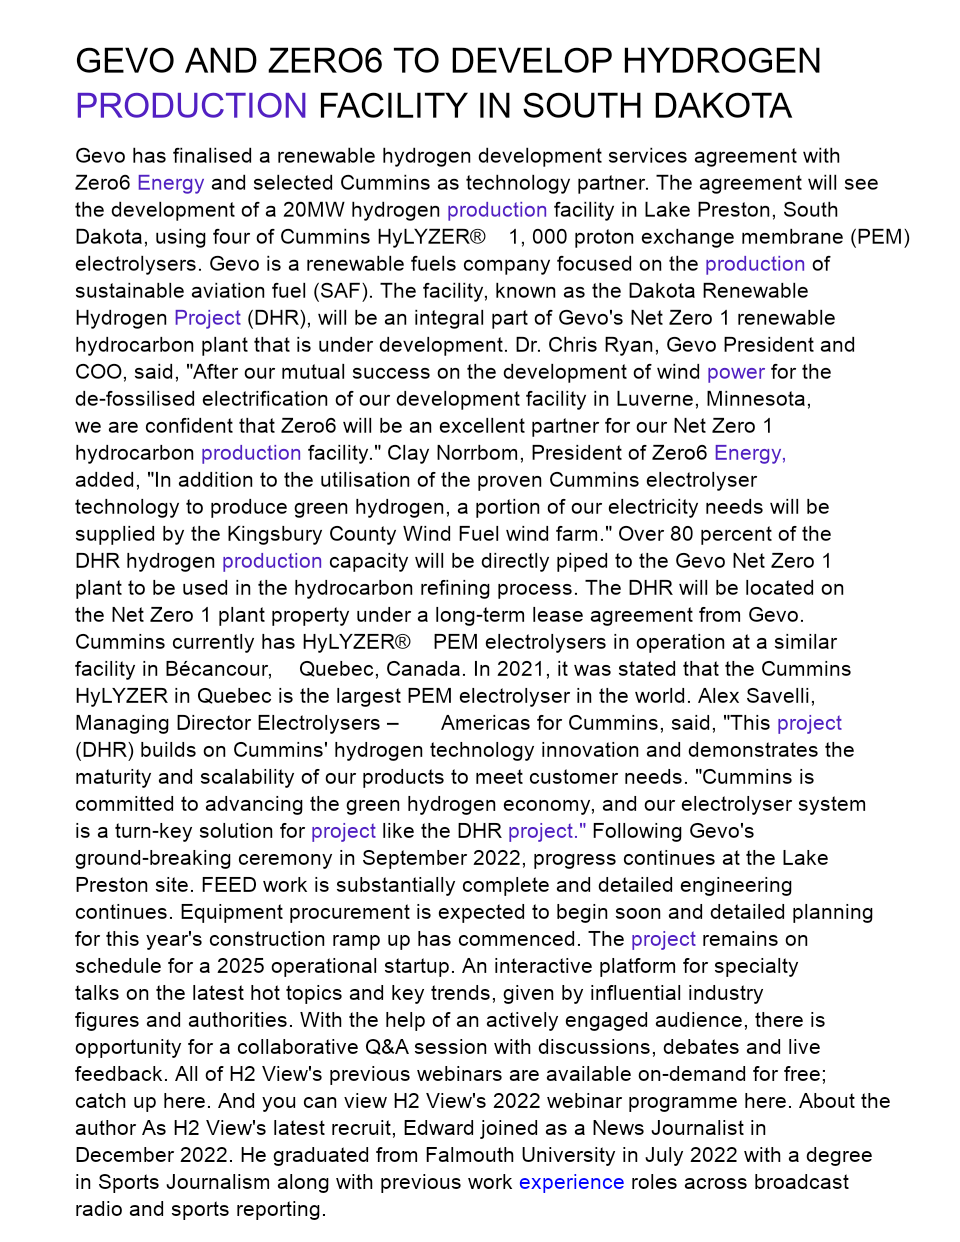 GEVO AND ZERO6 TO DEVELOP HYDROGEN
PRODUCTION FACILITY IN SOUTH DAKOTA
Gevo has finalised a renewable hydrogen development services agreement with
Zero6 Energy and selected Cummins as technology partner. The agreement will see
the development of a 20MW hydrogen production facility in Lake Preston, South
Dakota, using four of Cummins HyLYZER® 1, 000 proton exchange membrane (PEM)
electrolysers. Gevo is a renewable fuels company focused on the production of
sustainable aviation fuel (SAF). The facility, known as the Dakota Renewable
Hydrogen Project (DHR), will be an integral part of Gevo's Net Zero 1 renewable
hydrocarbon plant that is under development. Dr. Chris Ryan, Gevo President and
COO, said, "After our mutual success on the development of wind power for the
de-fossilised electrification of our development facility in Luverne, Minnesota,
we are confident that Zero6 will be an excellent partner for our Net Zero 1
hydrocarbon production facility." Clay Norrbom, President of Zero6 Energy,
added, "In addition to the utilisation of the proven Cummins electrolyser
technology to produce green hydrogen, a portion of our electricity needs will be
supplied by the Kingsbury County Wind Fuel wind farm." Over 80 percent of the
DHR hydrogen production capacity will be directly piped to the Gevo Net Zero 1
plant to be used in the hydrocarbon refining process. The DHR will be located on
the Net Zero 1 plant property under a long-term lease agreement from Gevo.
Cummins currently has HyLYZER® PEM electrolysers in operation at a similar
facility in Bécancour, Quebec, Canada. In 2021, it was stated that the Cummins
HyLYZER in Quebec is the largest PEM electrolyser in the world. Alex Savelli,
Managing Director Electrolysers – Americas for Cummins, said, "This project
(DHR) builds on Cummins' hydrogen technology innovation and demonstrates the
maturity and scalability of our products to meet customer needs. "Cummins is
committed to advancing the green hydrogen economy, and our electrolyser system
is a turn-key solution for project like the DHR project." Following Gevo's
ground-breaking ceremony in September 2022, progress continues at the Lake
Preston site. FEED work is substantially complete and detailed engineering
continues. Equipment procurement is expected to begin soon and detailed planning
for this year's construction ramp up has commenced. The project remains on
schedule for a 2025 operational startup. An interactive platform for specialty
talks on the latest hot topics and key trends, given by influential industry
figures and authorities. With the help of an actively engaged audience, there is
opportunity for a collaborative Q&A session with discussions, debates and live
feedback. All of H2 View's previous webinars are available on-demand for free;
catch up here. And you can view H2 View's 2022 webinar programme here. About the
author As H2 View's latest recruit, Edward joined as a News Journalist in
December 2022. He graduated from Falmouth University in July 2022 with a degree
in Sports Journalism along with previous work experience roles across broadcast
radio and sports reporting.